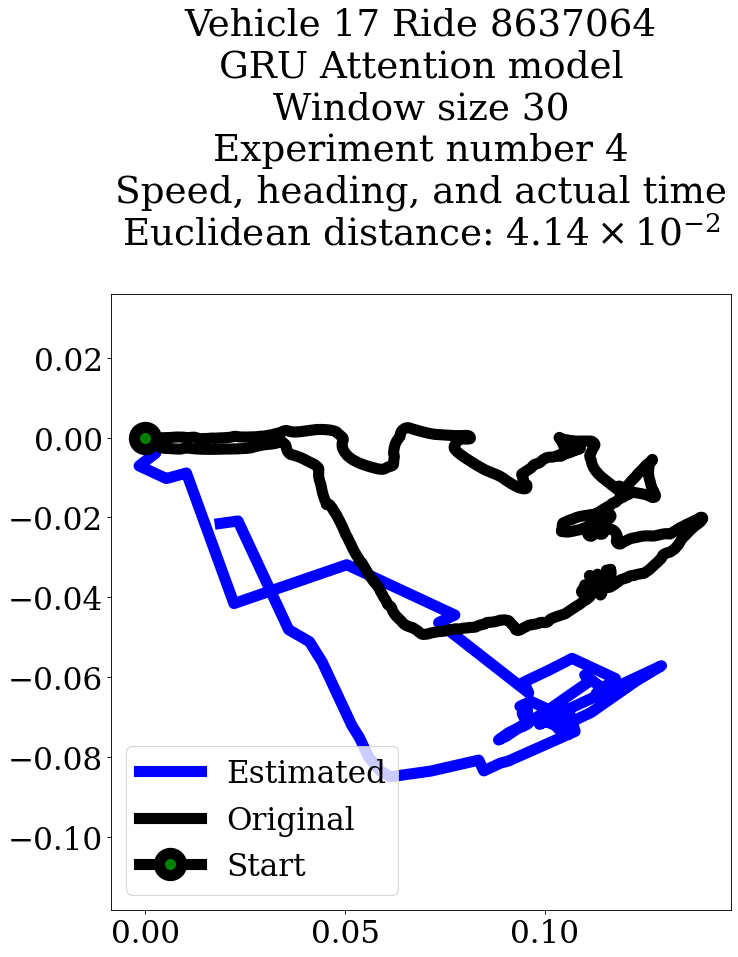 Vehicle 17 Ride 8637064
GRU Attention model
Window size 30
Experiment number 4
Speed, heading, and actual time
Euclidean distance: 4.14 × 10⁻²
0.02
0.00
−0.02
−0.04
−0.06
−0.08
−0.10
Estimated
Original
Start
0.00 0.05 0.10